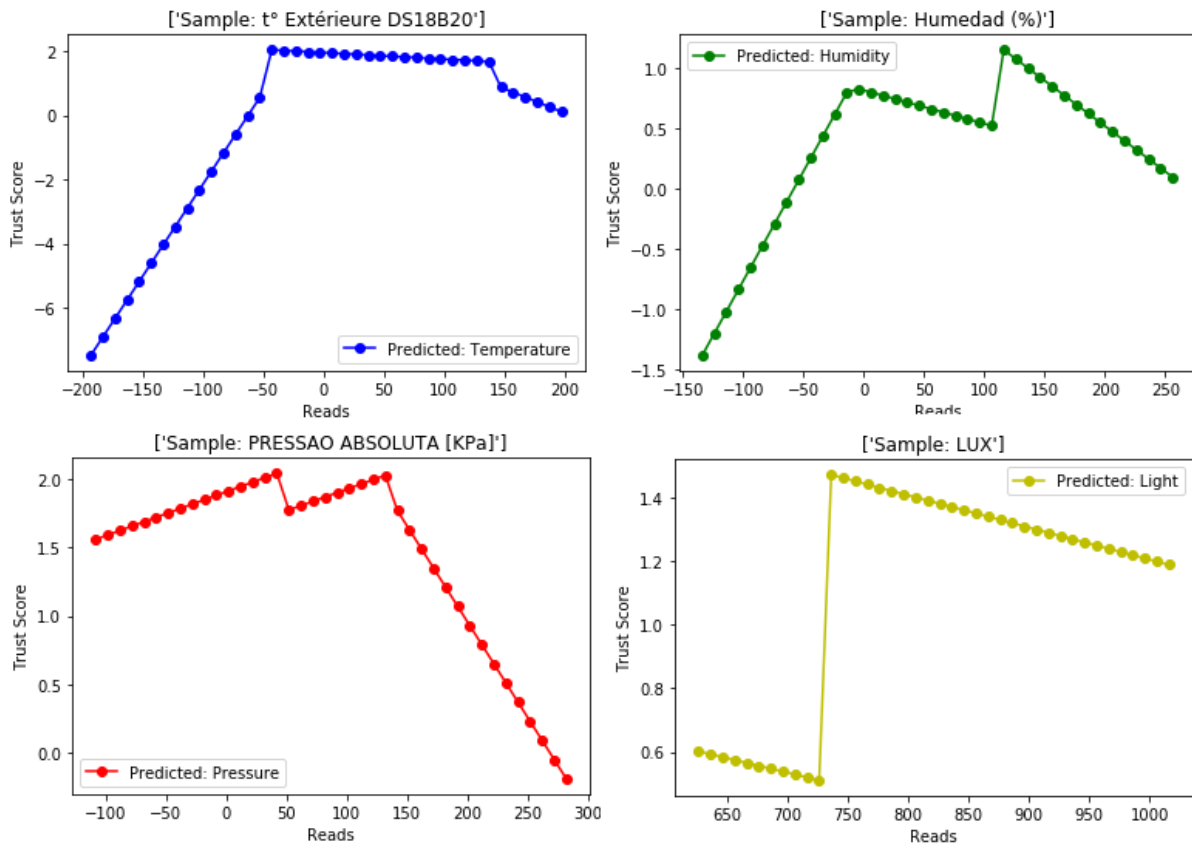 ['Sample: t° Extérieure DS18B20']
2
0
−2
−4
−6
Trust Score
Predicted: Temperature
−200 −150 −100 −50 0 50 100 150 200
Reads
['Sample: Humedad (%)']
Predicted: Humidity
1.0
0.5
0.0
−0.5
−1.0
−1.5
Trust Score
−150 −100 −50 0 50 100 150 200 250
Reads
['Sample: PRESSAO ABSOLUTA [KPa]']
2.0
1.5
1.0
0.5
0.0
Trust Score
Predicted: Pressure
−100 −50 0 50 100 150 200 250 300
Reads
['Sample: LUX']
Predicted: Light
1.4
1.2
1.0
0.8
0.6
Trust Score
650 700 750 800 850 900 950 1000
Reads